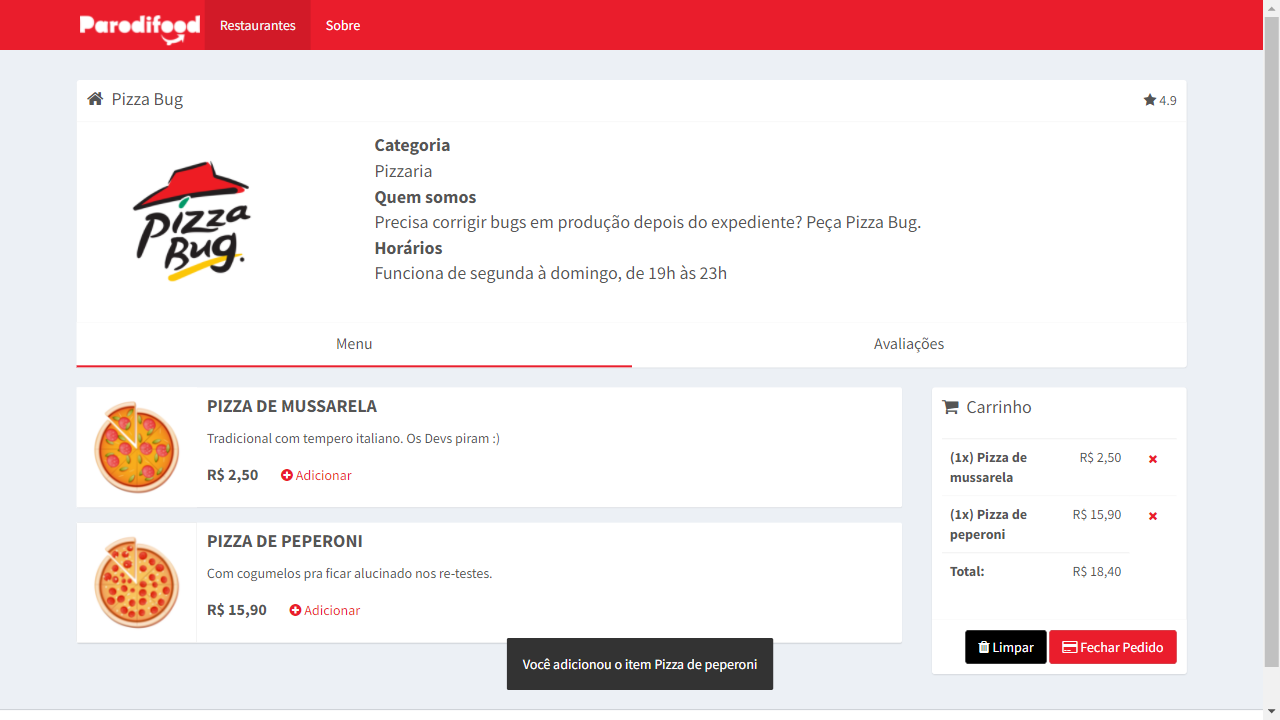 Parodifood Restaurantes Sobre
Pizza Bug 4.9
Pizza Bug.
Categoria
Pizzaria
Quem somos
Precisa corrigir bugs em produção depois do expediente? Peça Pizza Bug.
Horários
Funciona de segunda à domingo, de 19h às 23h
Menu Avaliações
PIZZA DE MUSSARELA
Tradicional com tempero italiano. Os Devs piram :)
R$ 2,50 Adicionar
PIZZA DE PEPERONI
Com cogumelos pra ficar alucinado nos re-testes.
R$ 15,90 Adicionar
Carrinho
(1x) Pizza de R$ 2,50
mussarela
(1x) Pizza de R$ 15,90
peperoni
Total: R$ 18,40
Limpar Fechar Pedido
Você adicionou o item Pizza de peperoni